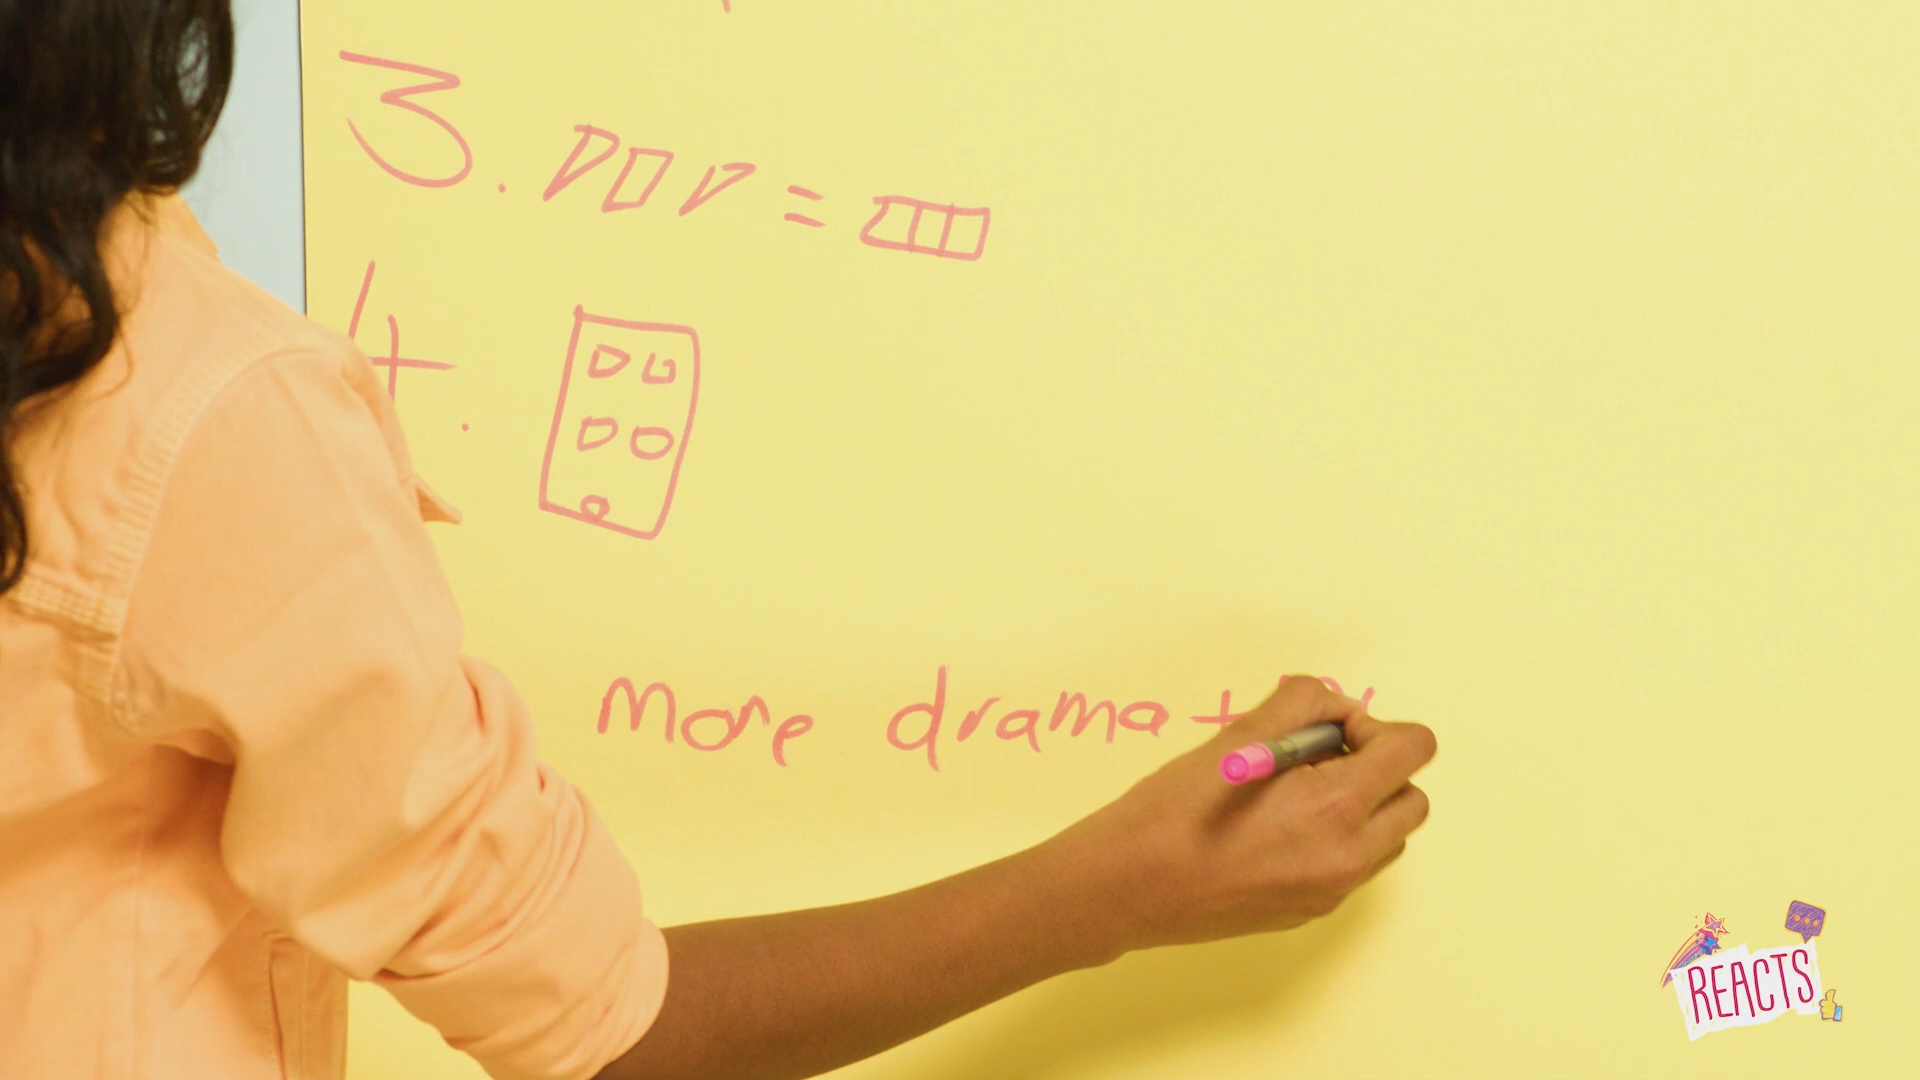 3.
=
4.
more drama +
REACTS